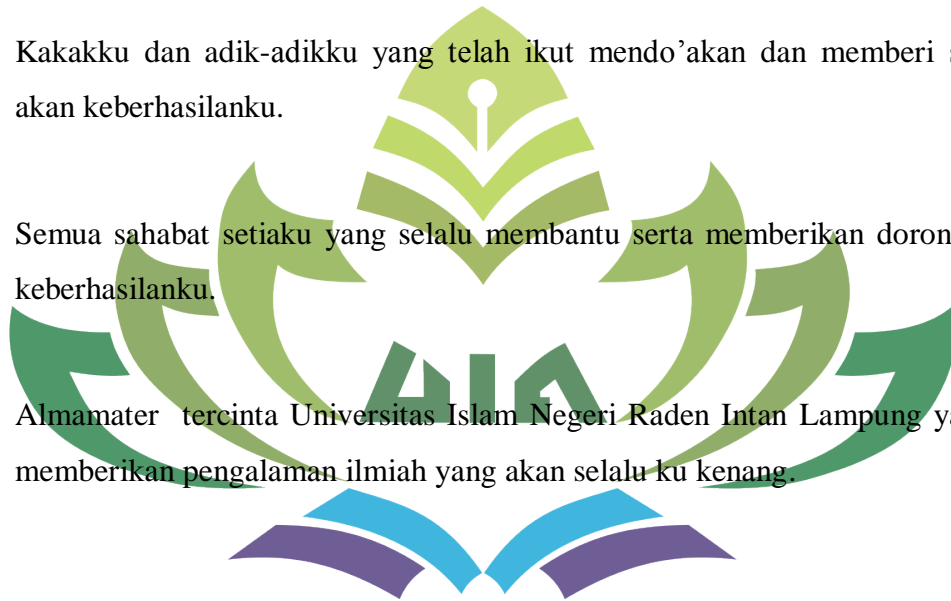 Kakakku dan adik-adikku yang telah ikut mendo’akan dan memberi s
akan keberhasilanku.
Semua sahabat setiaku yang selalu membantu serta memberikan doron
keberhasilanku.
UIN
Almamater tercinta Universitas Islam Negeri Raden Intan Lampung ya
memberikan pengalaman ilmiah yang akan selalu ku kenang.